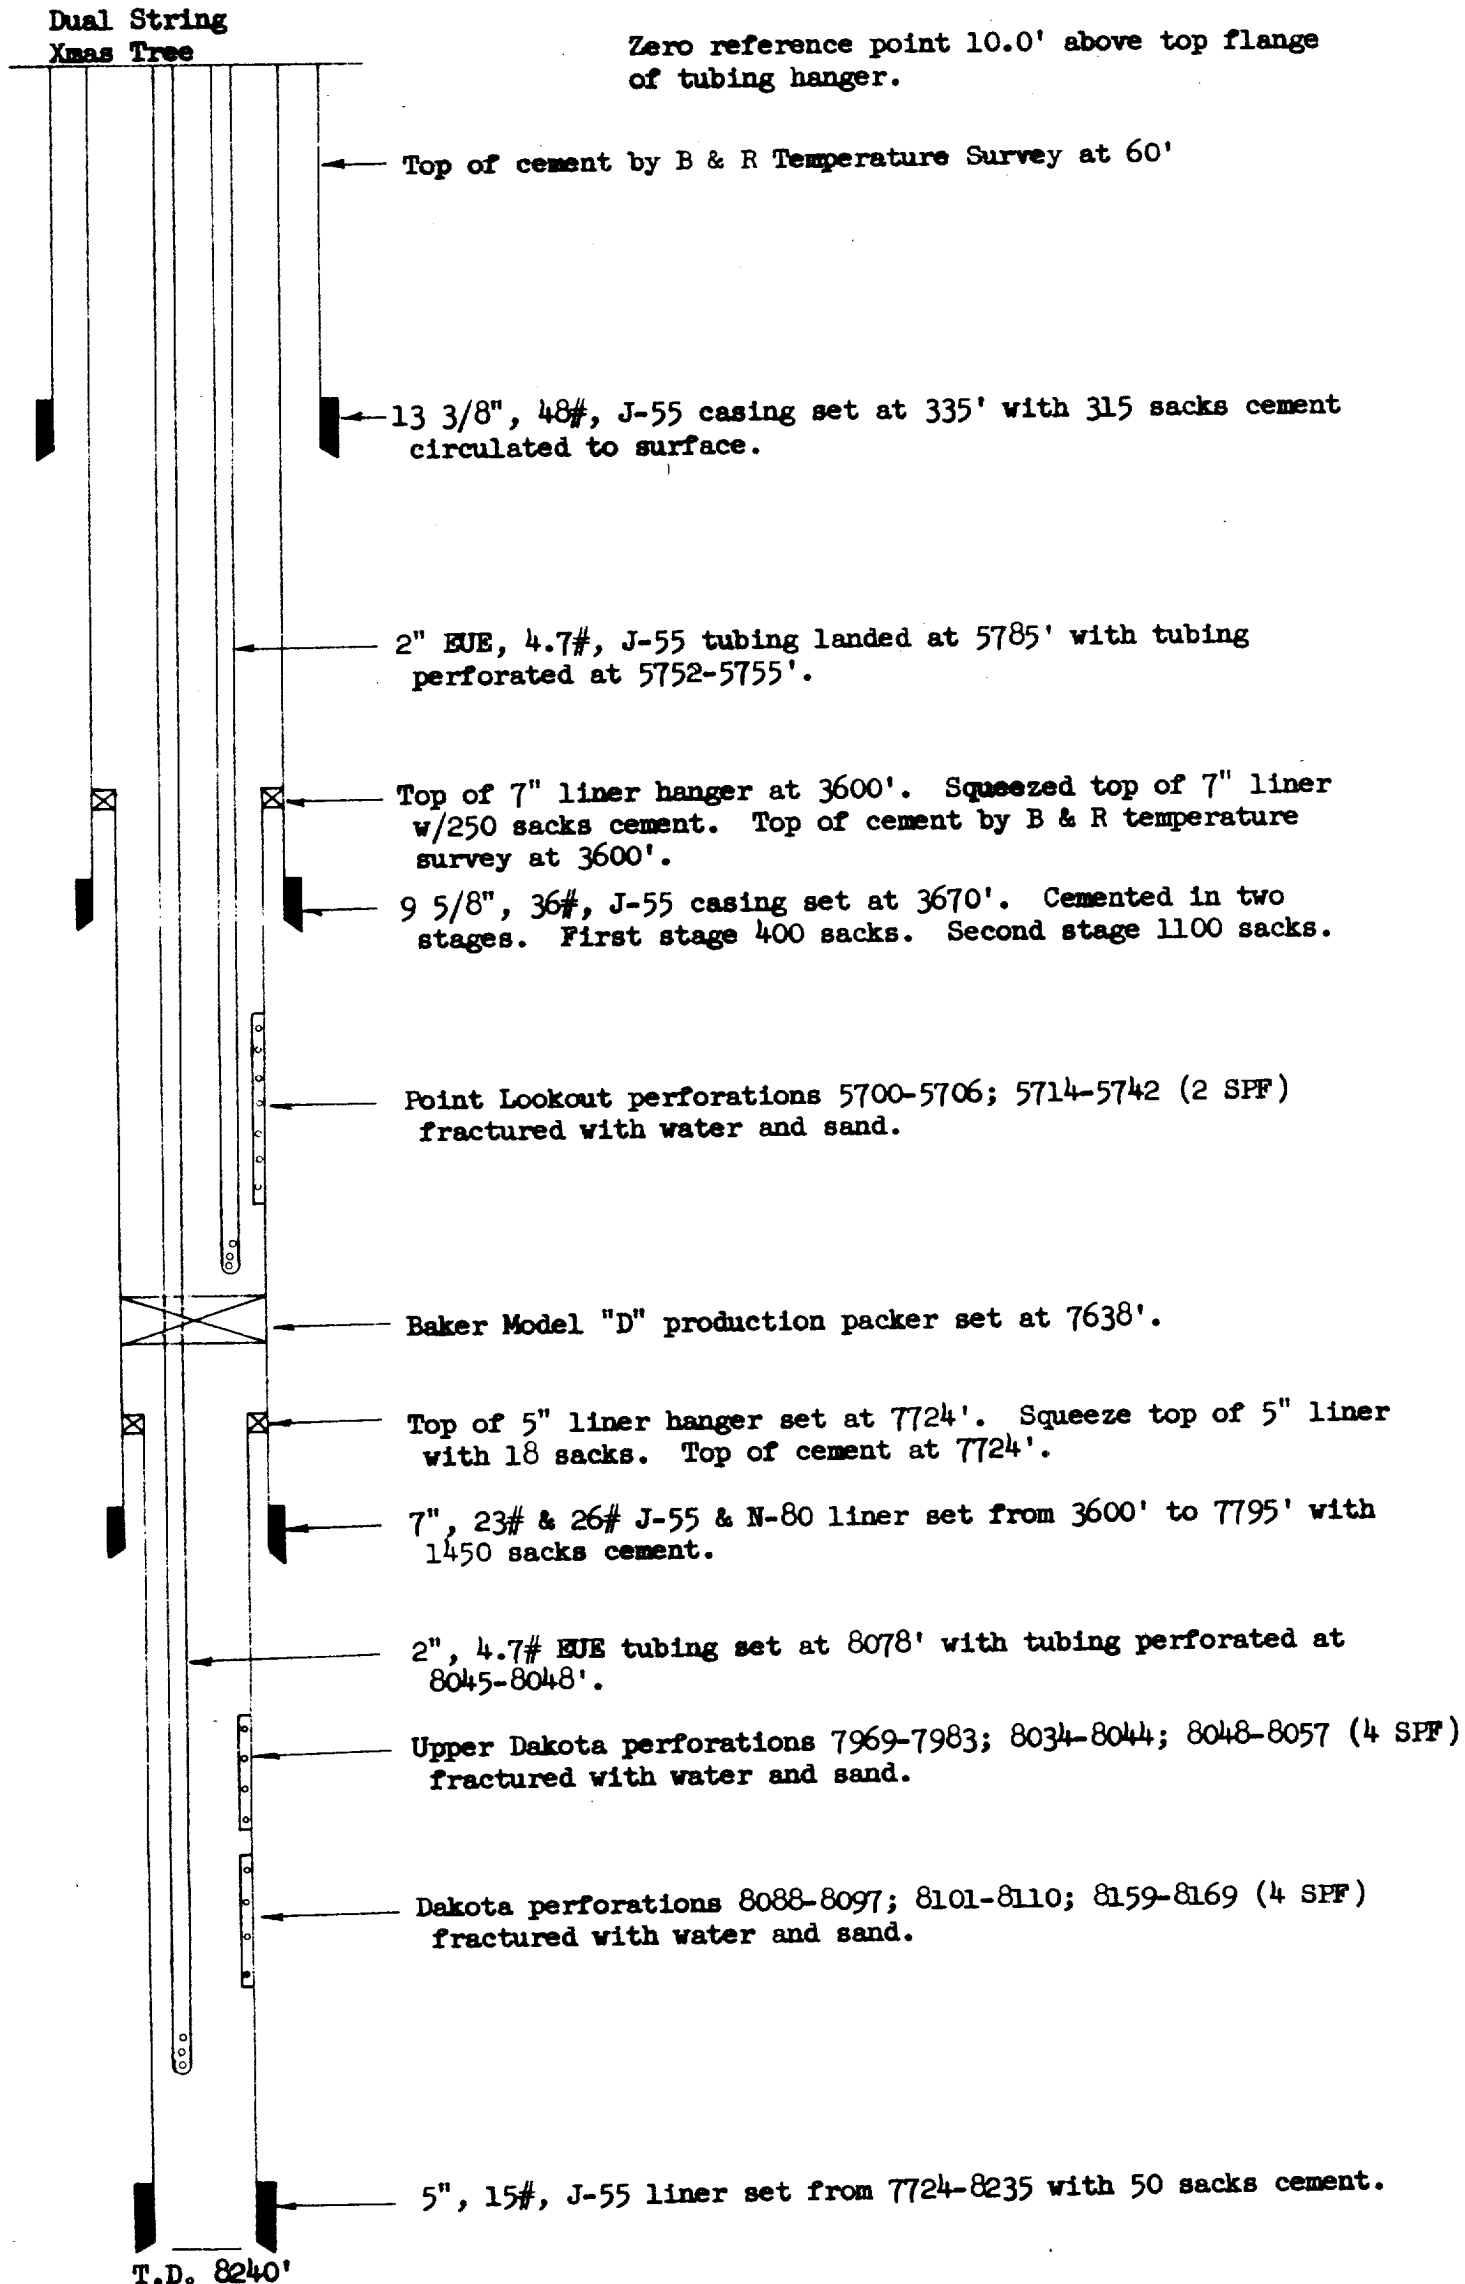 Dual String
Xmas Tree
Zero reference point 10.0' above top flange
of tubing hanger.
Top of cement by B & R Temperature Survey at 60'
13 3/8", 48#, J-55 casing set at 335' with 315 sacks cement
circulated to surface.
2" EUE, 4.7#, J-55 tubing landed at 5785' with tubing
perforated at 5752-5755'.
Top of 7" liner hanger at 3600'. Squeezed top of 7" liner
w/250 sacks cement. Top of cement by B & R temperature
survey at 3600'.
9 5/8", 36#, J-55 casing set at 3670'. Cemented in two
stages. First stage 400 sacks. Second stage 1100 sacks.
Point Lookout perforations 5700-5706; 5714-5742 (2 SPF)
fractured with water and sand.
Baker Model "D" production packer set at 7638'.
Top of 5" liner hanger set at 7724'. Squeeze top of 5" liner
with 18 sacks. Top of cement at 7724'.
7", 23# & 26# J-55 & N-80 liner set from 3600' to 7795' with
1450 sacks cement.
2", 4.7# EUE tubing set at 8078' with tubing perforated at
8045-8048'.
Upper Dakota perforations 7969-7983; 8034-8044; 8048-8057 (4 SPF)
fractured with water and sand.
Dakota perforations 8088-8097; 8101-8110; 8159-8169 (4 SPF)
fractured with water and sand.
5", 15#, J-55 liner set from 7724-8235 with 50 sacks cement.
T.D. 8240'